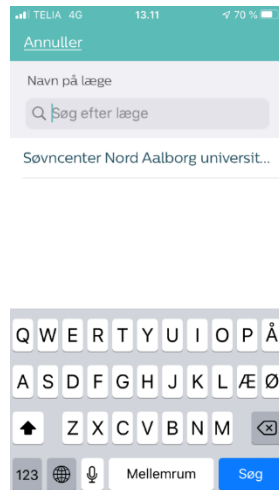 TELIA 4G 13.11 70 %
Annuller
Navn på læge
Søg efter læge
Søvncenter Nord Aalborg universit...
Q W E R T Y U I O P Å
A S D F G H J K L Æ Ø
Z X C V B N M
123 Mellemrum Søg